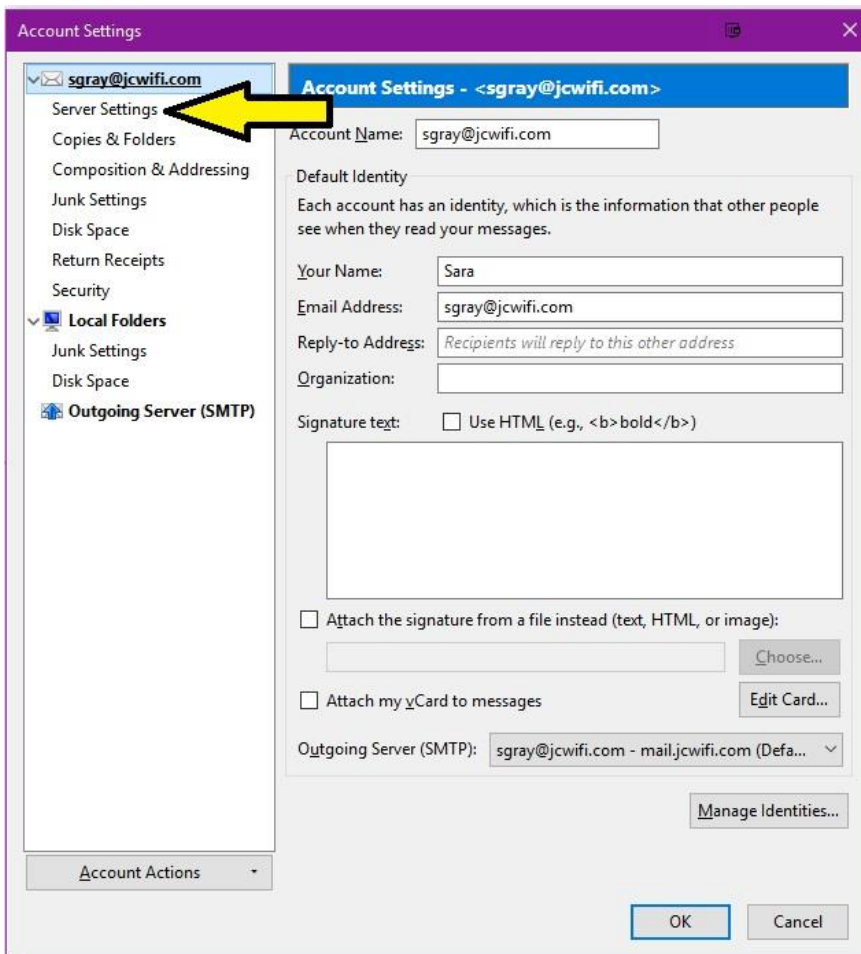 Account Settings
sgray@jcwifi.com
Server Settings
Copies & Folders
Composition & Addressing
Junk Settings
Disk Space
Return Receipts
Security
Local Folders
Junk Settings
Disk Space
Outgoing Server (SMTP)
Account Actions
Account Settings - <sgray@jcwifi.com>
Account Name: sgray@jcwifi.com
Default Identity
Each account has an identity, which is the information that other people
see when they read your messages.
Your Name: Sara
Email Address: sgray@jcwifi.com
Reply-to Address: Recipients will reply to this other address
Organization:
Signature text: Use HTML (e.g., <b>bold</b>)
Attach the signature from a file instead (text, HTML, or image):
Choose...
Attach my vCard to messages Edit Card...
Outgoing Server (SMTP): sgray@jcwifi.com - mail.jcwifi.com (Defa...
Manage Identities...
OK Cancel